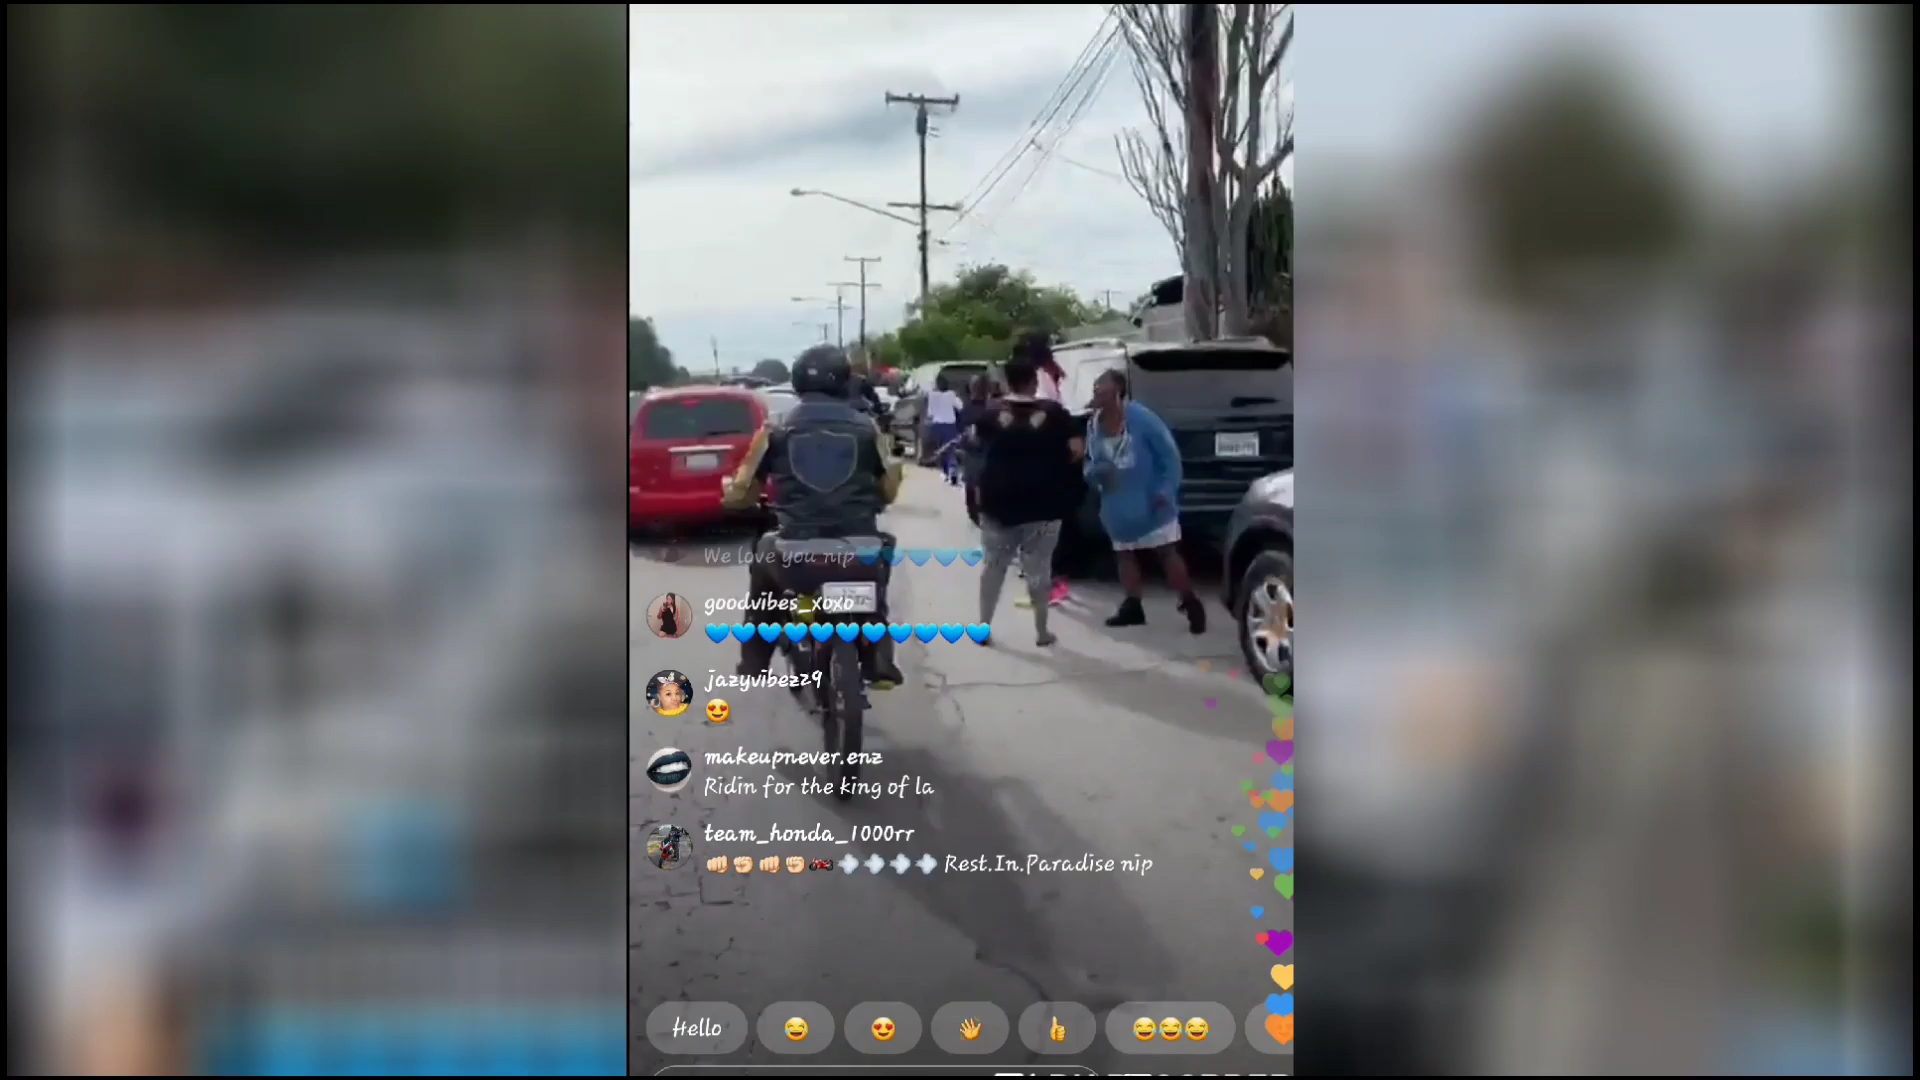 We love you nip💙💙💙💙💙
goodvibes_xoxo
💙💙💙💙💙💙💙💙💙💙💙
jazyvibez29
😍
makeupnever.enz
Ridin for the king of la
team_honda_1000rr
👊🏻✊🏻👊🏻✊🏻🏍💨💨💨💨 Rest.In.Paradise nip
Hello 😂 😍 👋 👍 😂😂😂